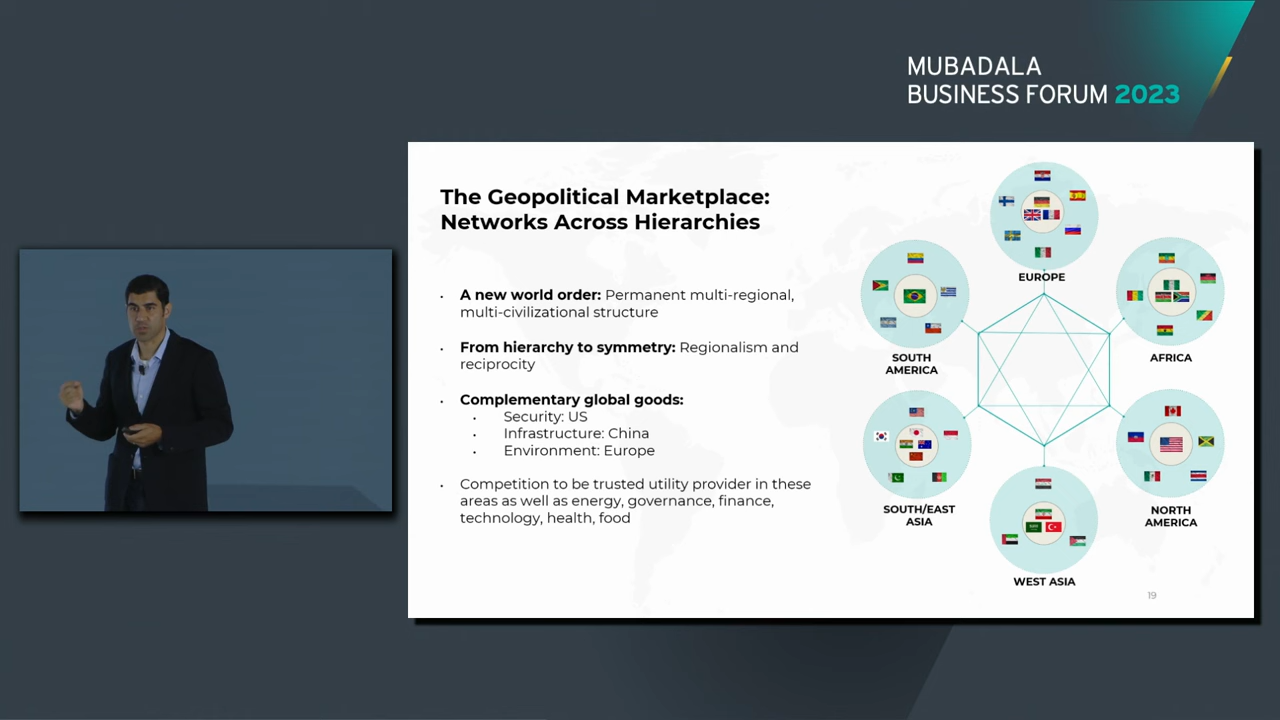 MUBADALA
BUSINESS FORUM 2023
The Geopolitical Marketplace:
Networks Across Hierarchies
• A new world order: Permanent multi-regional,
multi-civilizational structure
• From hierarchy to symmetry: Regionalism and
reciprocity
• Complementary global goods:
• Security: US
• Infrastructure: China
• Environment: Europe
• Competition to be trusted utility provider in these
areas as well as energy, governance, finance,
technology, health, food
EUROPE
SOUTH
AMERICA
AFRICA
SOUTH/EAST
ASIA
NORTH
AMERICA
WEST ASIA
19